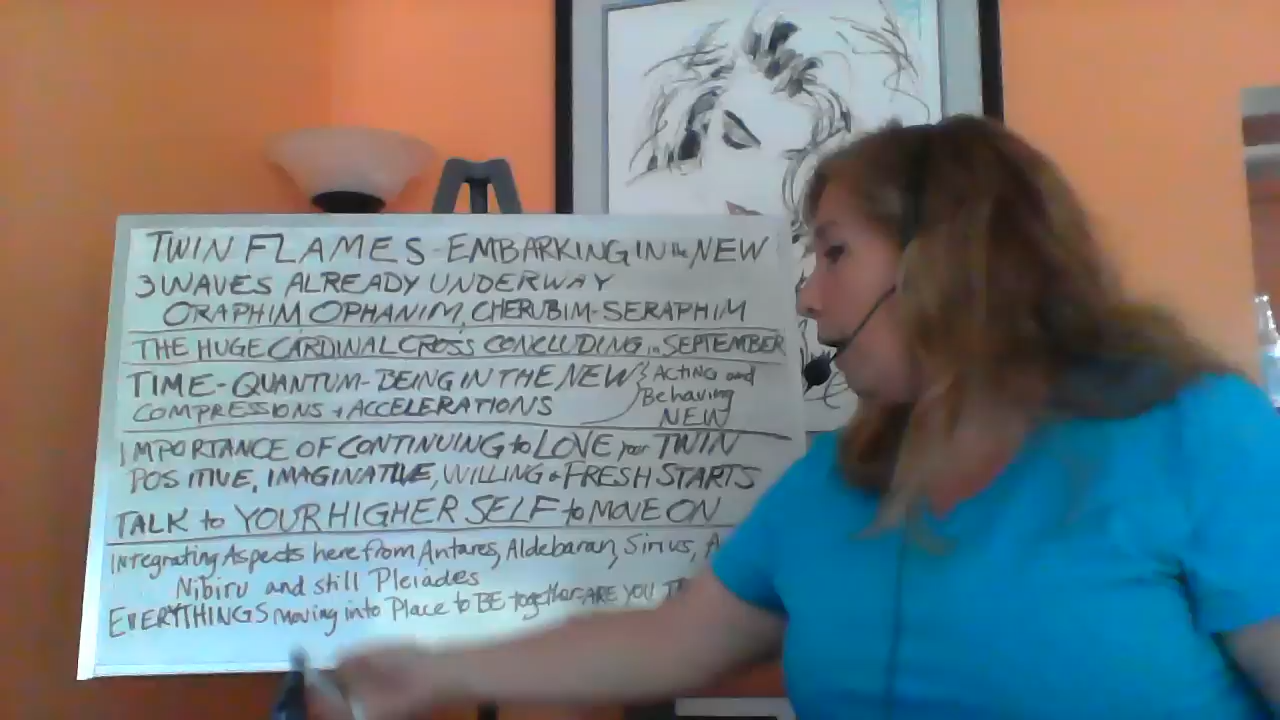 TWIN FLAMES - EMBARKING IN the NEW
3 WAVES ALREADY UNDERWAY
ORAPHIM, OPHANIM, CHERUBIM-SERAPHIM
THE HUGE CARDINAL CROSS CONCLUDING in SEPTEMBER
TIME - QUANTUM - BEING IN THE NEW } Acting and
COMPRESSIONS + ACCELERATIONS Behaving
NEW
IMPORTANCE OF CONTINUING to LOVE your TWIN
POSITIVE, IMAGINATIVE, WILLING & FRESH STARTS
TALK to YOUR HIGHER SELF to MOVE ON
Integrating Aspects here from Antares, Aldebaran, Sirius, A
Nibiru and still Pleiades
EVERYTHINGS moving into Place to BE together-ARE YOU